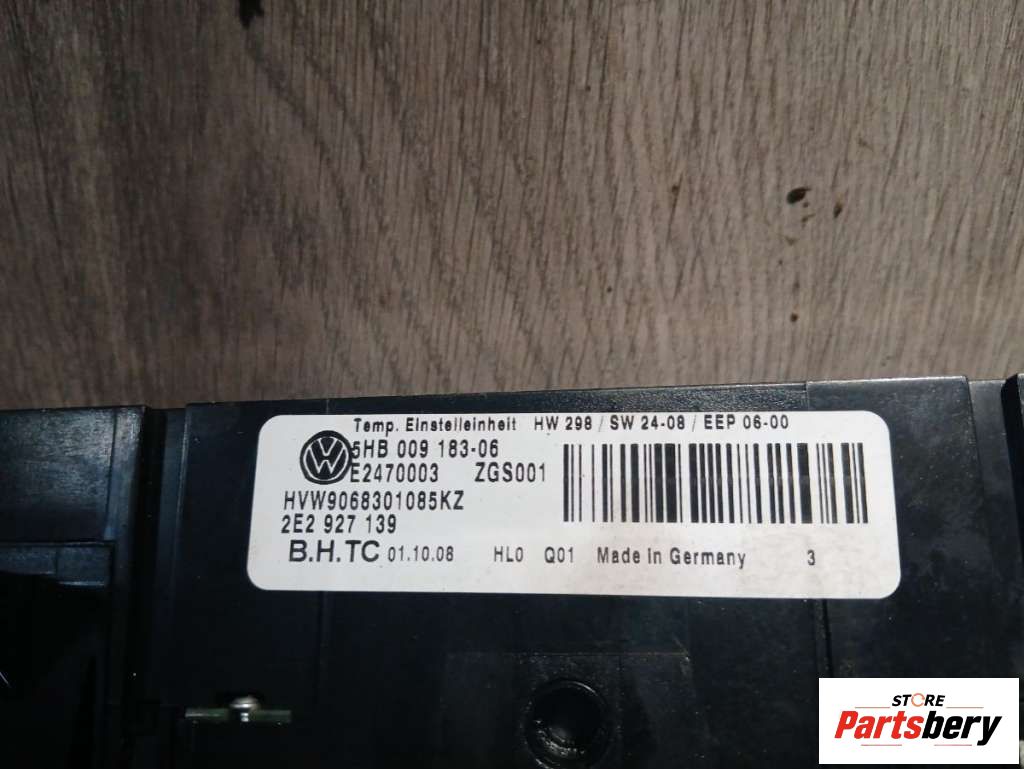 Temp. Einstelleinheit HW 298 / SW 24-08 / EEP 06-00
5HB 009 183-06
E2470003 ZGS001
HVW9068301085KZ
2E2 927 139
B.H.TC 01.10.08 HL0 Q01 Made in Germany 3
STORE
Partsbery